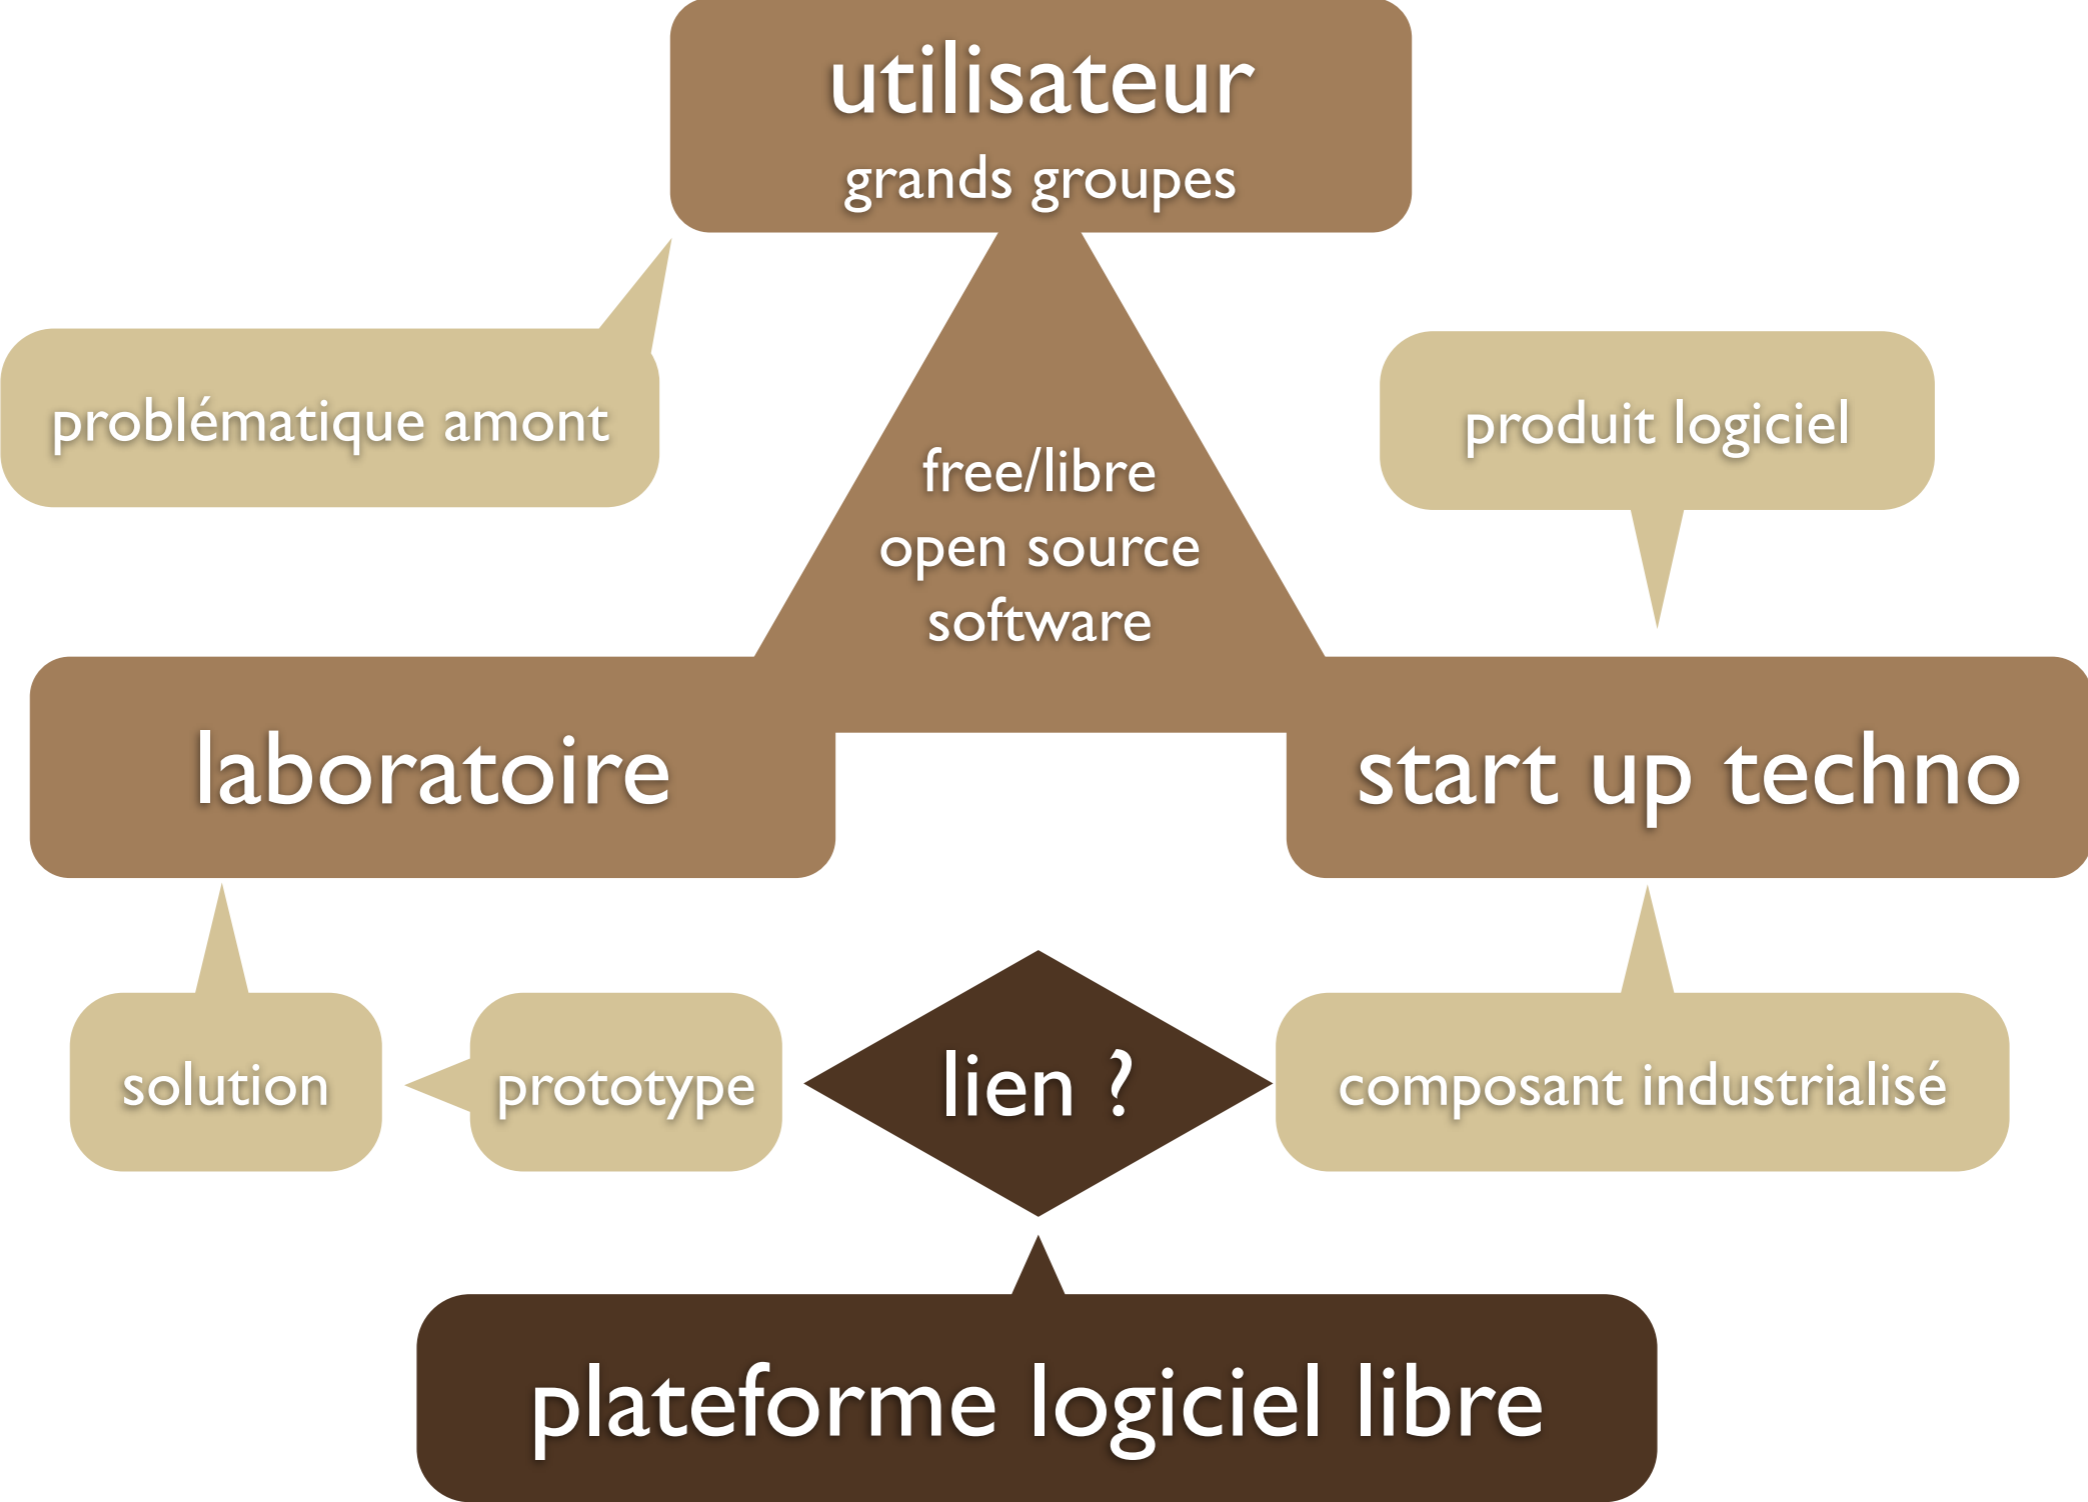 utilisateur
grands groupes
problématique amont
produit logiciel
free/libre
open source
software
laboratoire
start up techno
solution
prototype
lien ?
composant industrialisé
plateforme logiciel libre